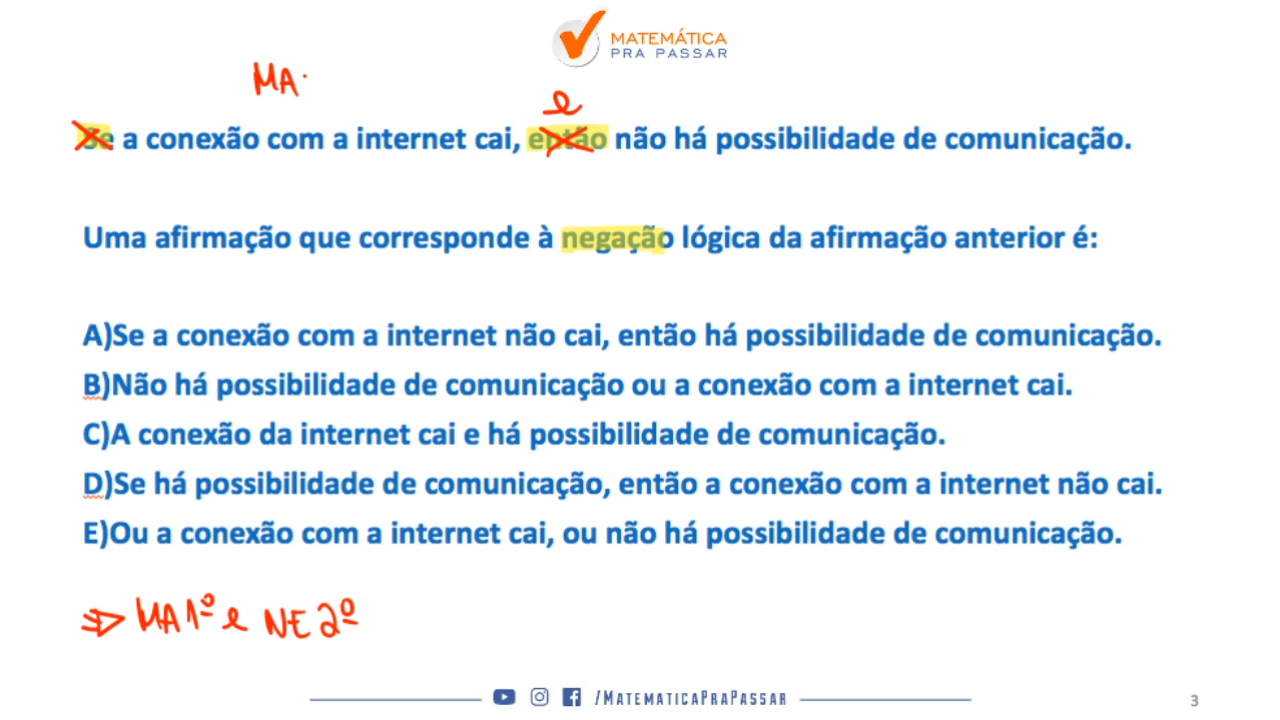 MATEMÁTICA
PRA PASSAR
MA
e
Se a conexão com a internet cai, então não há possibilidade de comunicação.
Uma afirmação que corresponde à negação lógica da afirmação anterior é:
A)Se a conexão com a internet não cai, então há possibilidade de comunicação.
B)Não há possibilidade de comunicação ou a conexão com a internet cai.
C)A conexão da internet cai e há possibilidade de comunicação.
D)Se há possibilidade de comunicação, então a conexão com a internet não cai.
E)Ou a conexão com a internet cai, ou não há possibilidade de comunicação.
⇒ MA 1º e NE 2º
/MATEMATICAPRAPASSAR
3